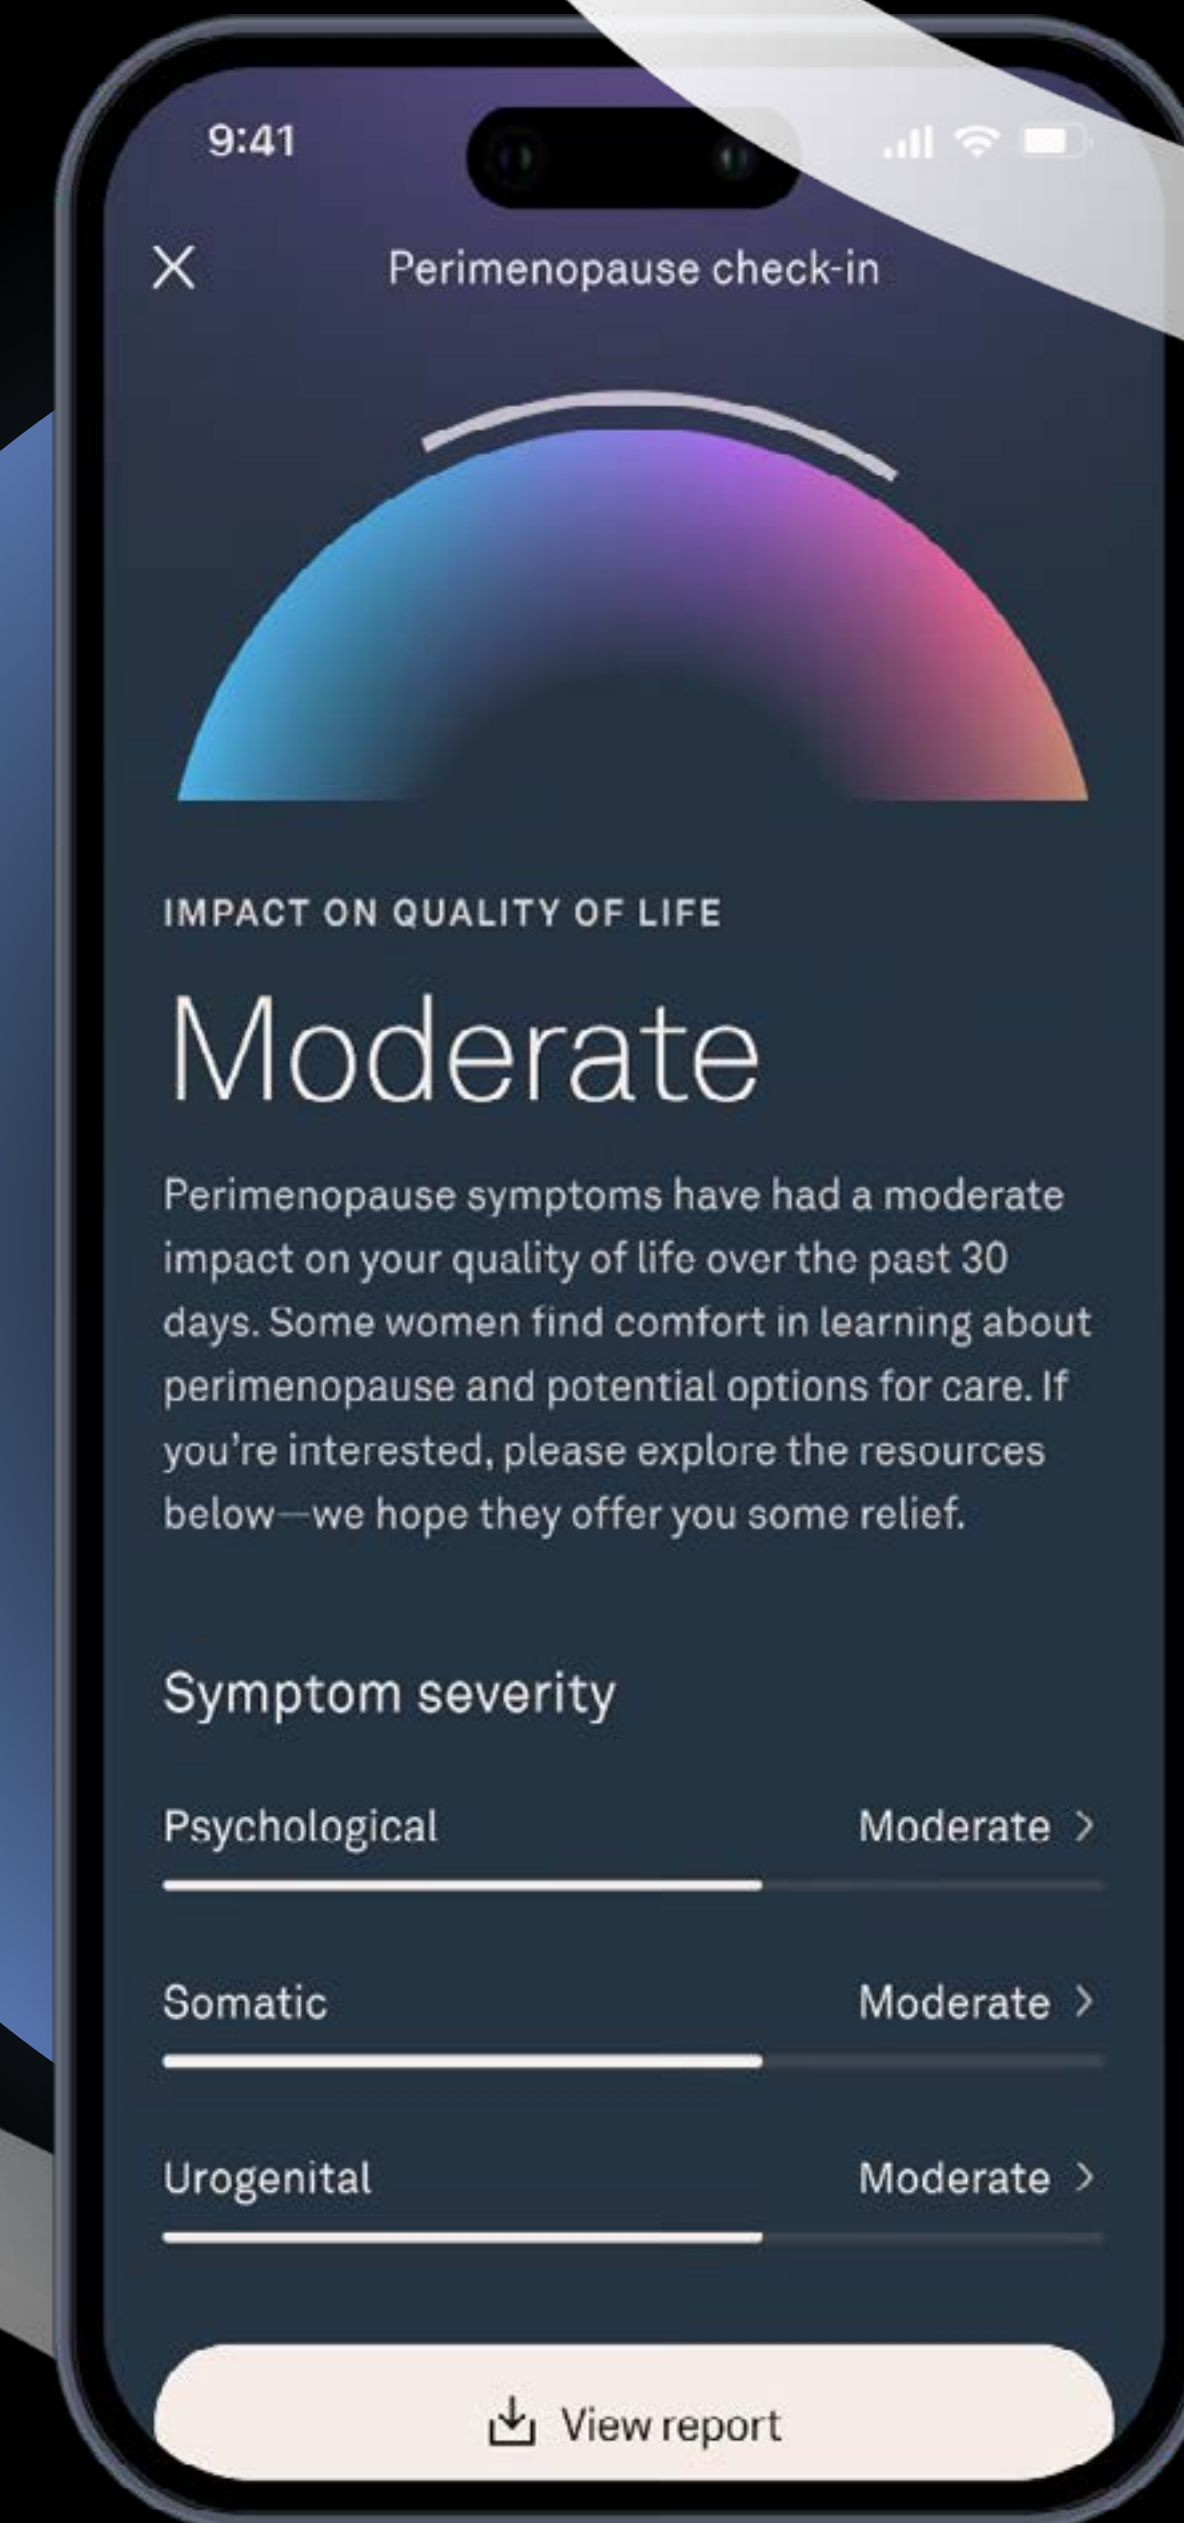 9:41
Perimenopause check-in
IMPACT ON QUALITY OF LIFE
Moderate
Perimenopause symptoms have had a moderate
impact on your quality of life over the past 30
days. Some women find comfort in learning about
perimenopause and potential options for care. If
you’re interested, please explore the resources
below—we hope they offer you some relief.
Symptom severity
Psychological Moderate
Somatic Moderate
Urogenital Moderate
View report